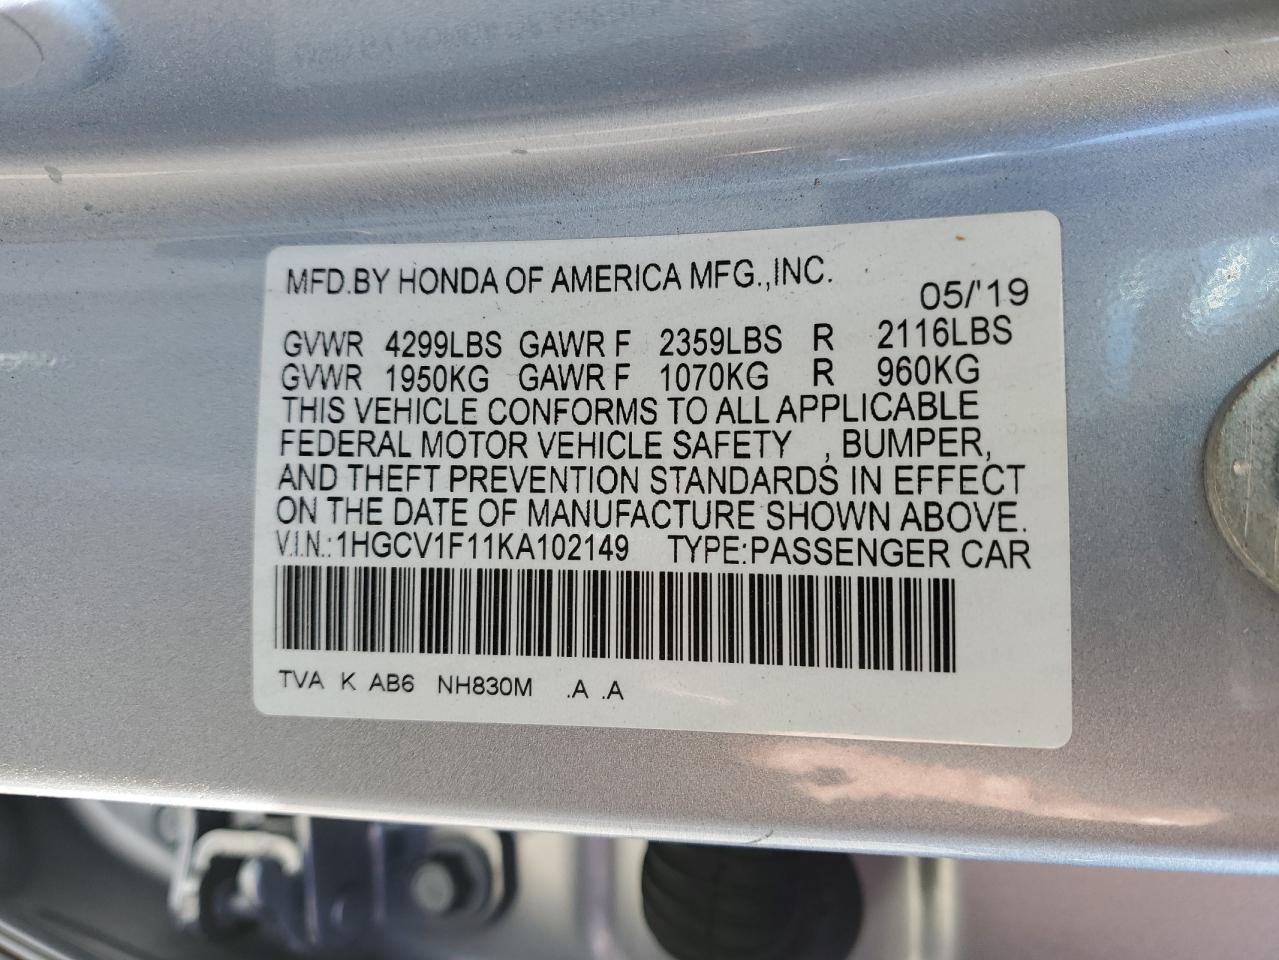 MFD.BY HONDA OF AMERICA MFG.,INC.
05/'19
GVWR 4299LBS GAWR F 2359LBS R 2116LBS
GVWR 1950KG GAWR F 1070KG R 960KG
THIS VEHICLE CONFORMS TO ALL APPLICABLE
FEDERAL MOTOR VEHICLE SAFETY , BUMPER,
AND THEFT PREVENTION STANDARDS IN EFFECT
ON THE DATE OF MANUFACTURE SHOWN ABOVE.
V.I.N.:1HGCV1F11KA102149 TYPE:PASSENGER CAR
TVA K AB6 NH830M .A .A